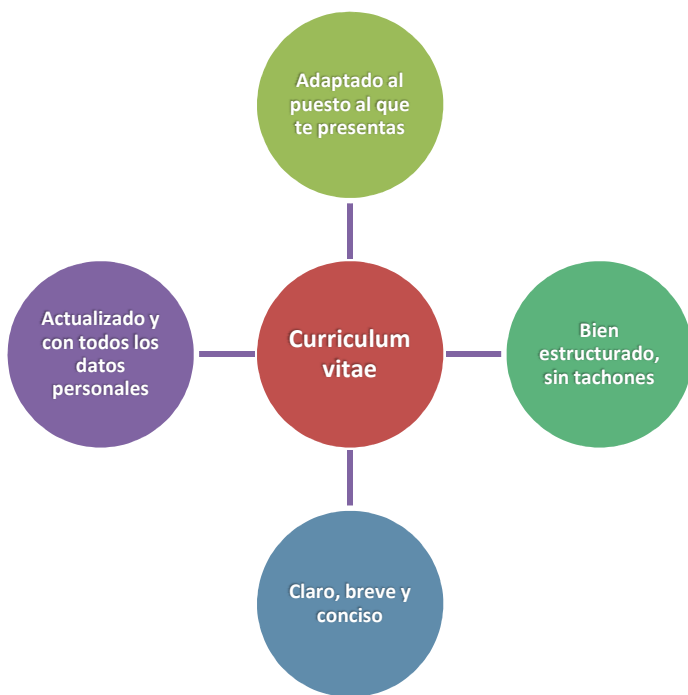 Adaptado al
puesto al que
te presentas
Actualizado y
con todos los
datos
personales
Curriculum
vitae
Bien
estructurado,
sin tachones
Claro, breve y
conciso